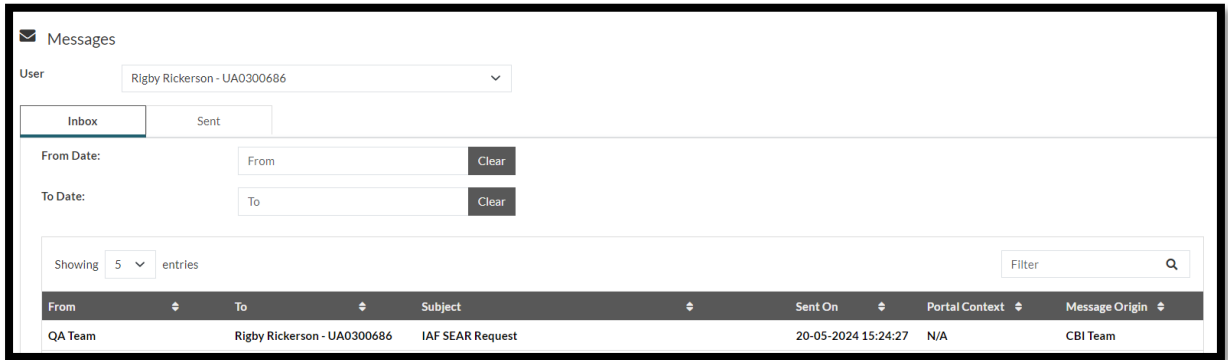 Messages
User Rigby Rickerson - UA0300686
Inbox Sent
From Date: From Clear
To Date: To Clear
Showing 5 entries Filter
From To Subject Sent On Portal Context Message Origin
QA Team Rigby Rickerson - UA0300686 IAF SEAR Request 20-05-2024 15:24:27 N/A CBI Team